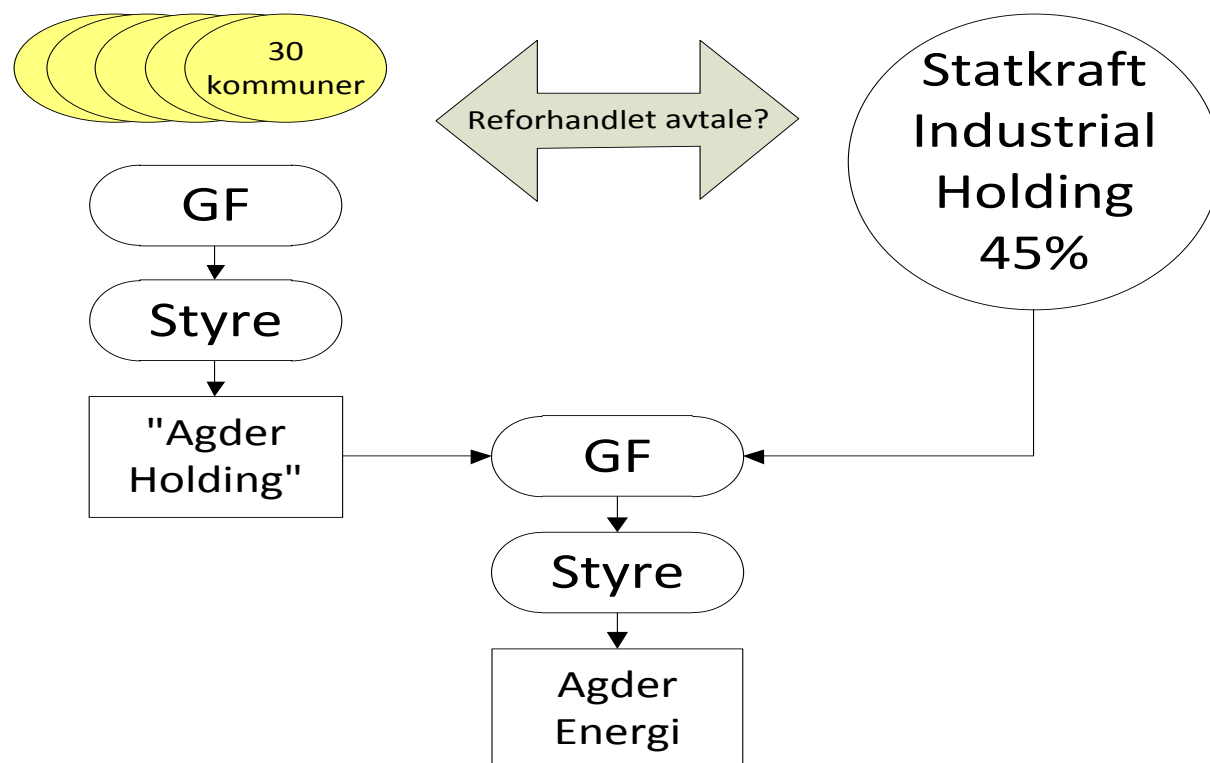 30
kommuner
Reforhandlet avtale?
Statkraft
Industrial
Holding
45%
GF
Styre
"Agder
Holding"
GF
Styre
Agder
Energi